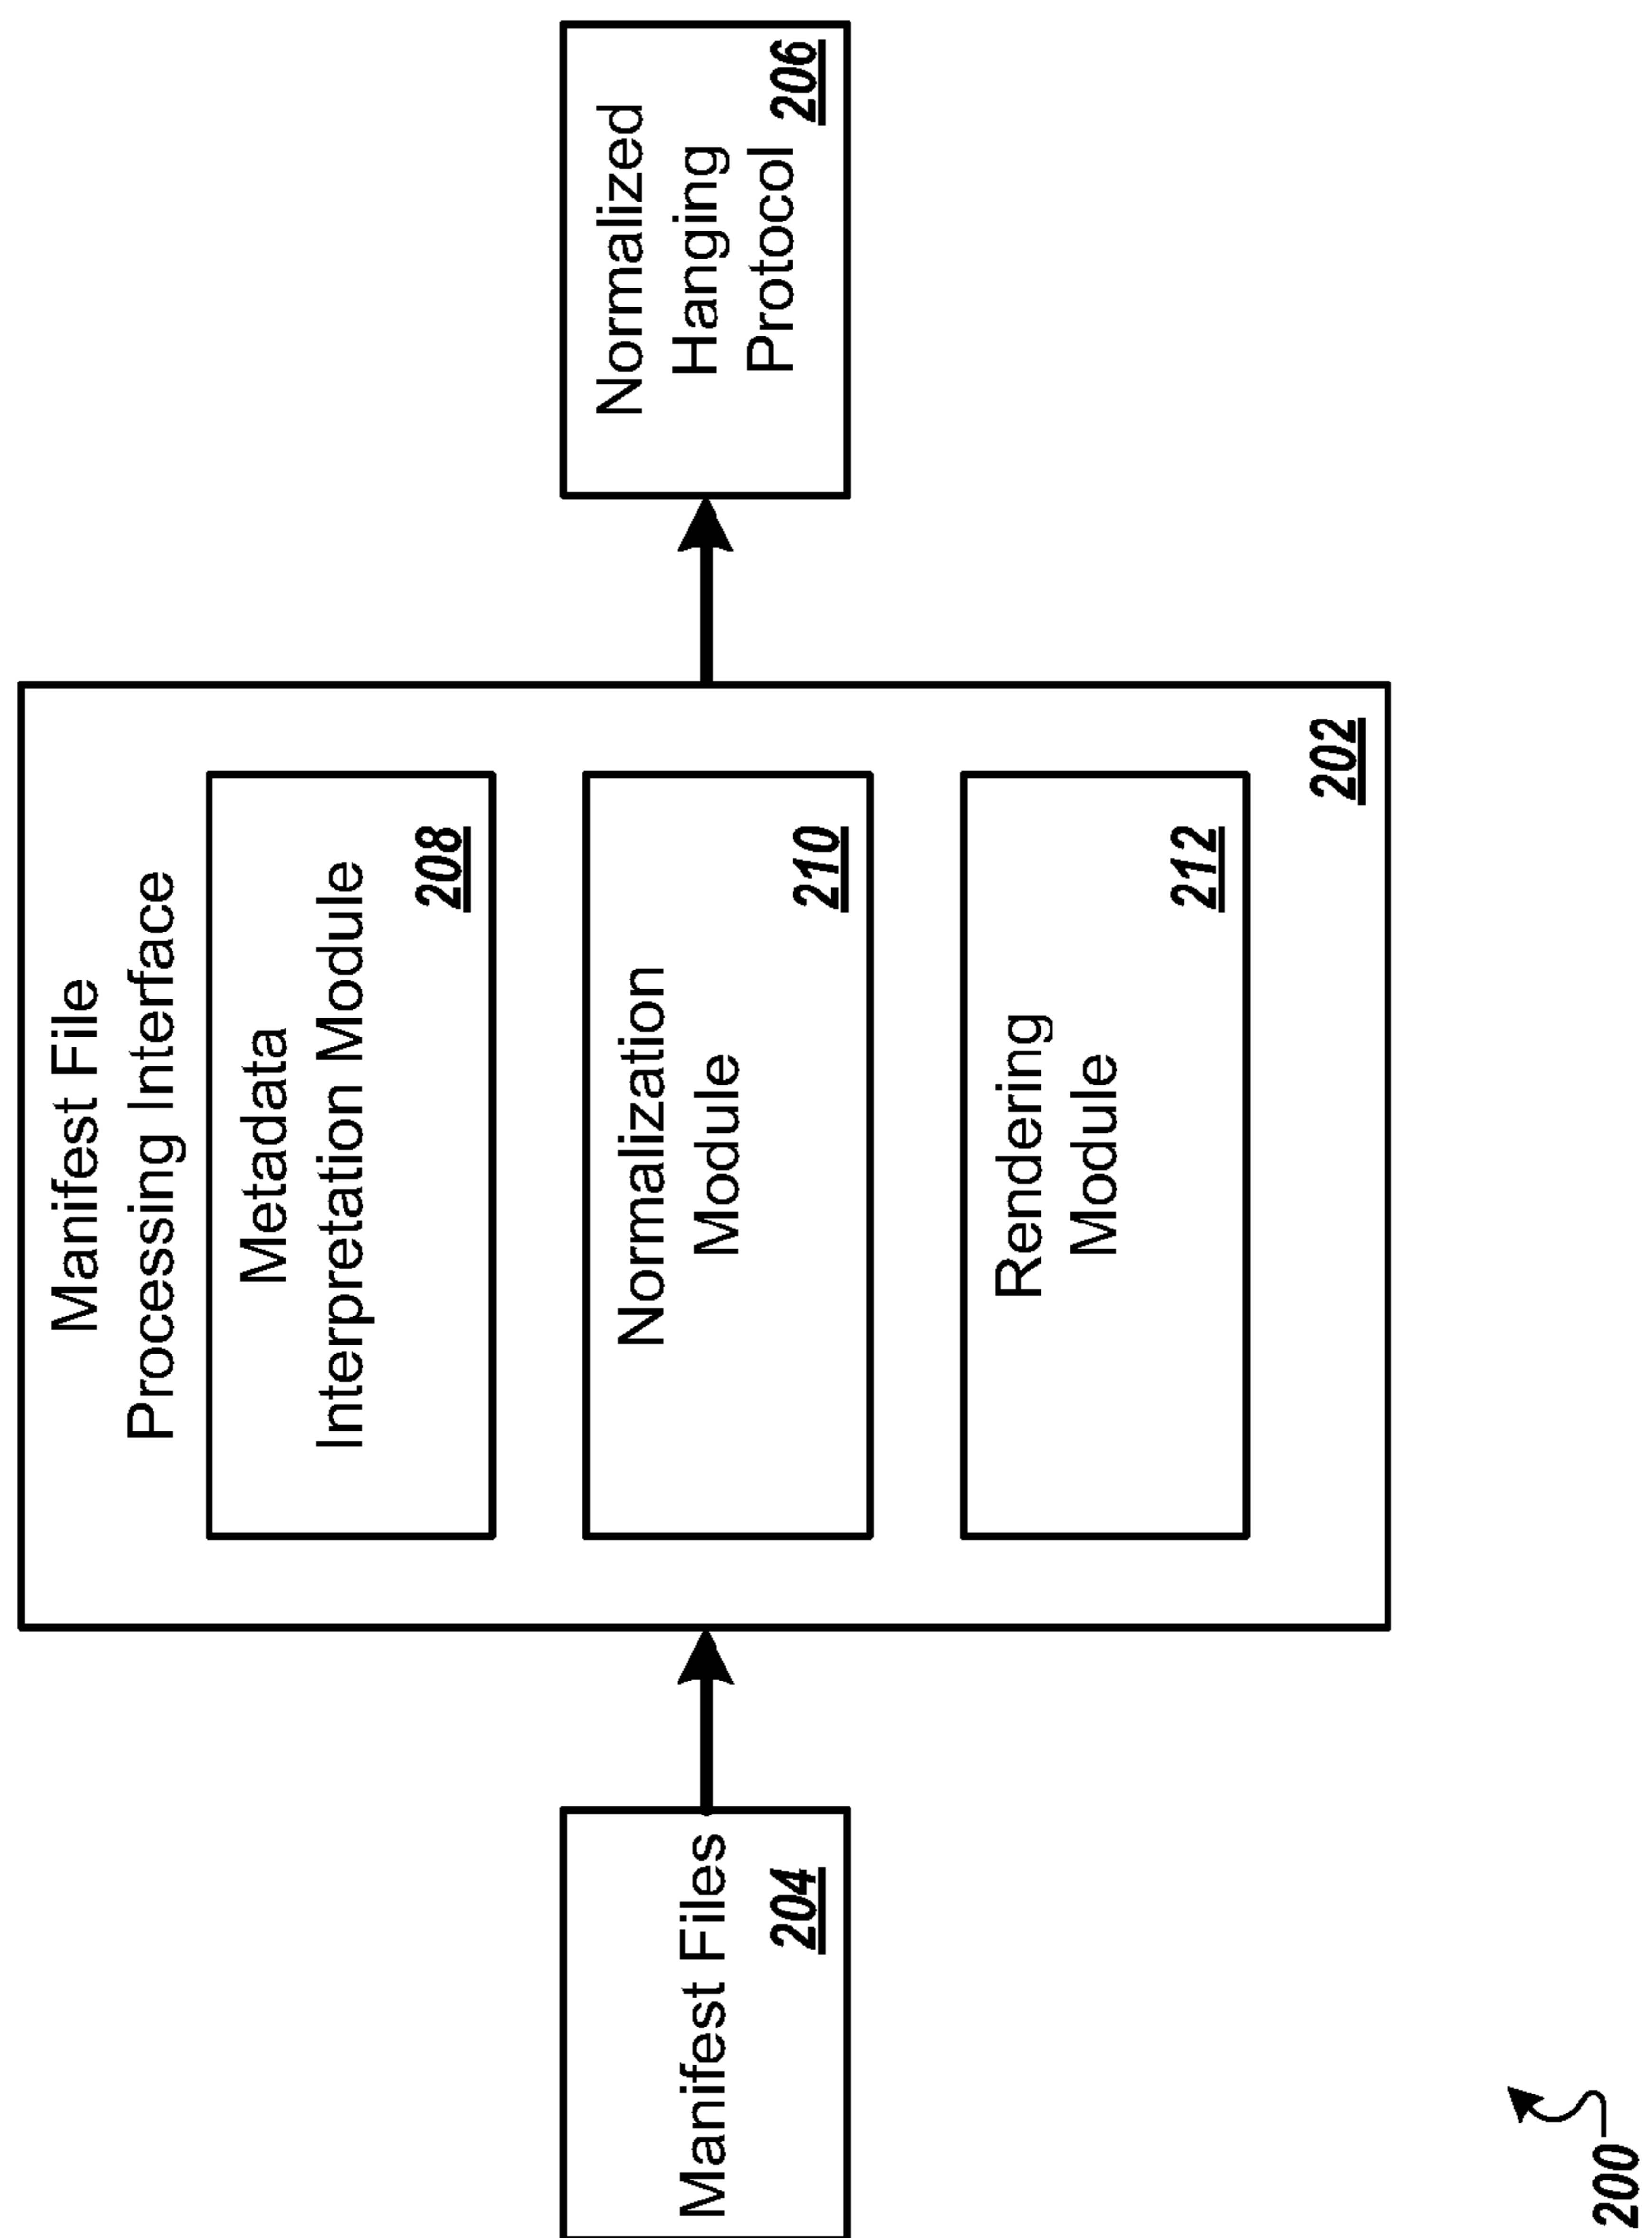 Manifest Files
204
Manifest File
Processing Interface
Metadata
Interpretation Module
208
Normalization
Module
210
Rendering
Module
212
202
Normalized
Hanging
Protocol
206
200